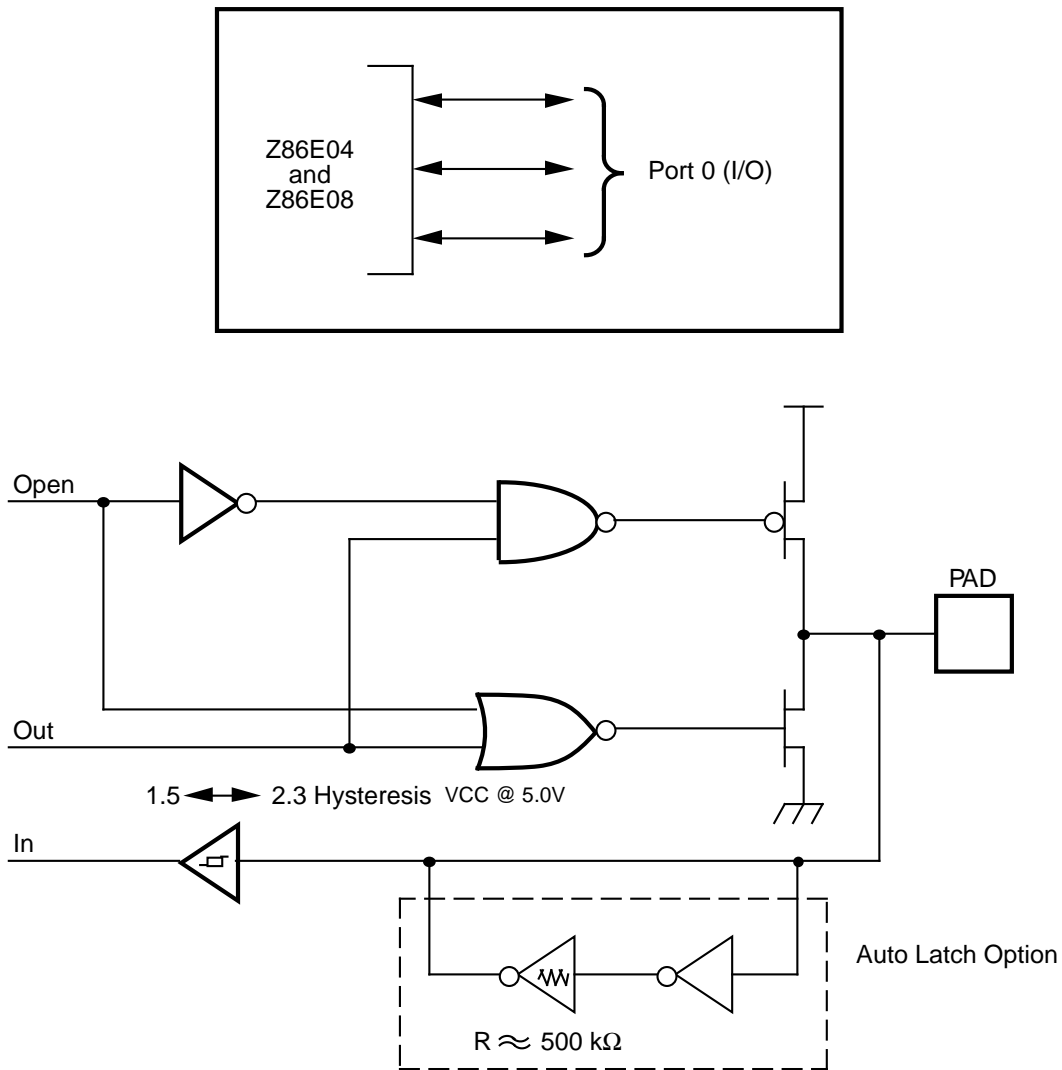 Z86E04
and
Z86E08
Port 0 (I/O)
Open
PAD
Out
1.5 2.3 Hysteresis VCC @ 5.0V
In
Auto Latch Option
R ≈ 500 kΩ